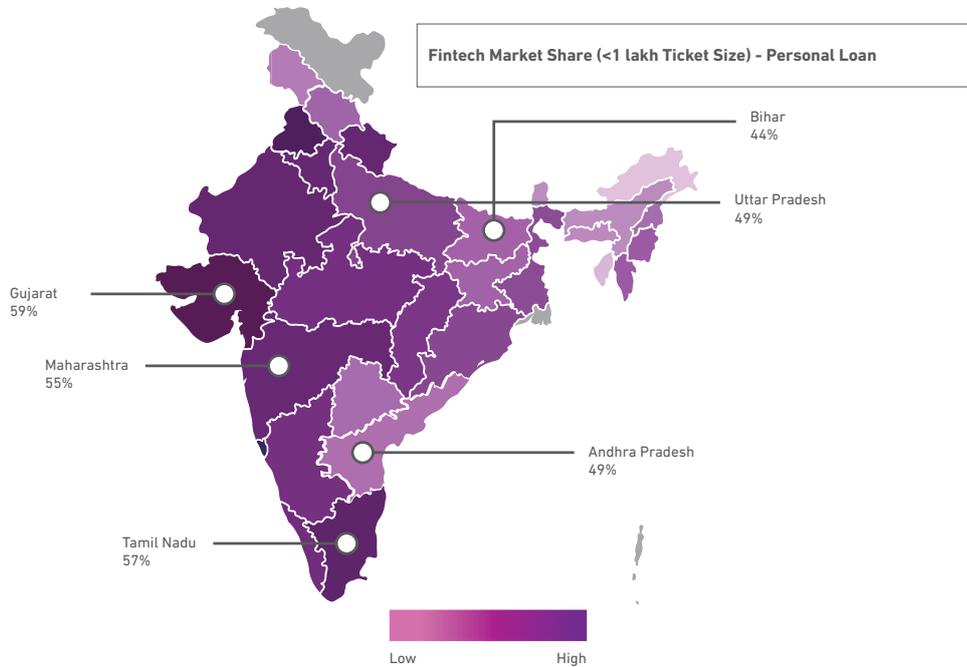 Fintech Market Share (<1 lakh Ticket Size) - Personal Loan
Bihar
44%
Uttar Pradesh
49%
Gujarat
59%
Maharashtra
55%
Andhra Pradesh
49%
Tamil Nadu
57%
Low
High